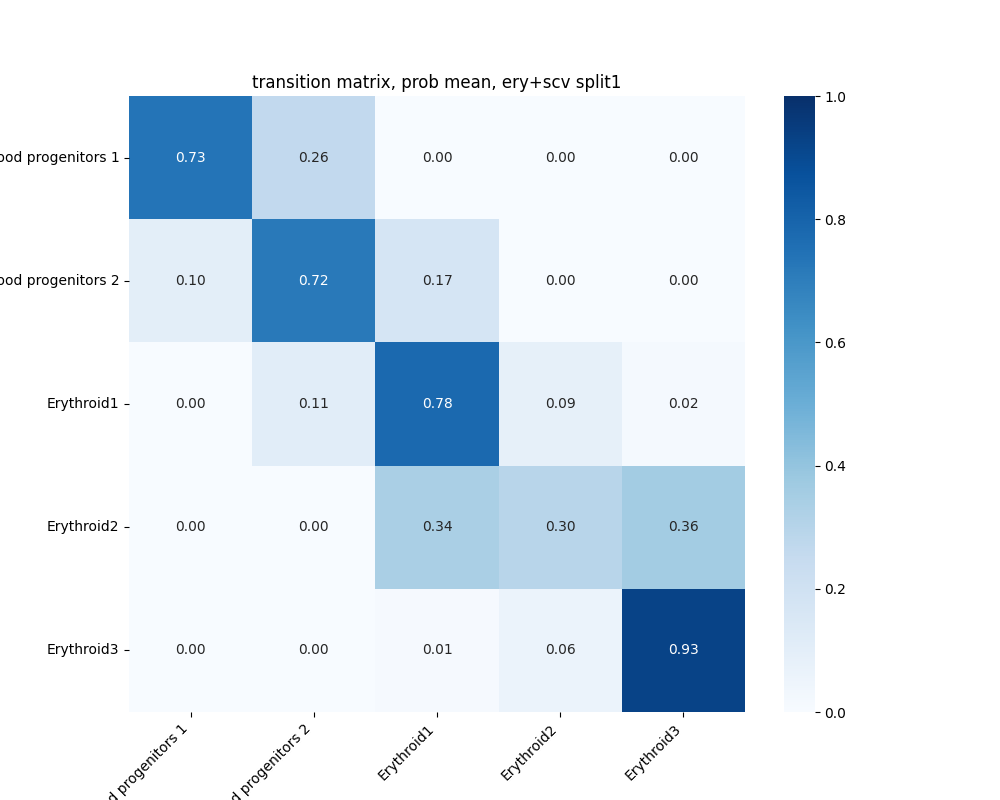 transition matrix, prob mean, ery+scv split1
ood progenitors 1
0.73 0.26 0.00 0.00 0.00
ood progenitors 2
0.10 0.72 0.17 0.00 0.00
Erythroid1
0.00 0.11 0.78 0.09 0.02
Erythroid2
0.00 0.00 0.34 0.30 0.36
Erythroid3
0.00 0.00 0.01 0.06 0.93
d progenitors 1
d progenitors 2
Erythroid1
Erythroid2
Erythroid3
1.0
0.8
0.6
0.4
0.2
0.0